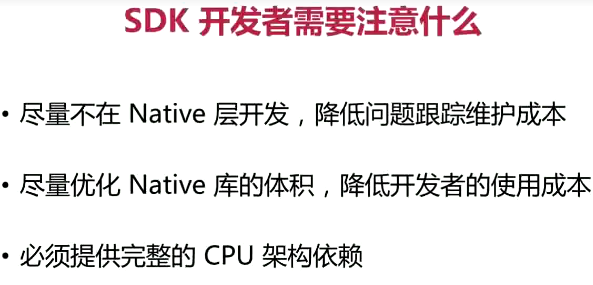 SDK 开发者需要注意什么
• 尽量不在 Native 层开发，降低问题跟踪维护成本
• 尽量优化 Native 库的体积，降低开发者的使用成本
• 必须提供完整的 CPU 架构依赖